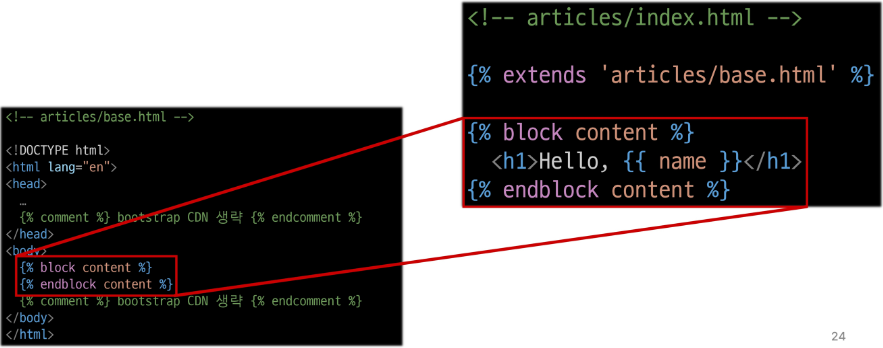 <!-- articles/index.html -->
{% extends 'articles/base.html' %}
{% block content %}
<h1>Hello, {{ name }}</h1>
{% endblock content %}
<!-- articles/base.html -->
<!DOCTYPE html>
<html lang="en">
<head>
…
{% comment %} bootstrap CDN 생략 {% endcomment %}
</head>
<body>
{% block content %}
{% endblock content %}
{% comment %} bootstrap CDN 생략 {% endcomment %}
</body>
</html>
24